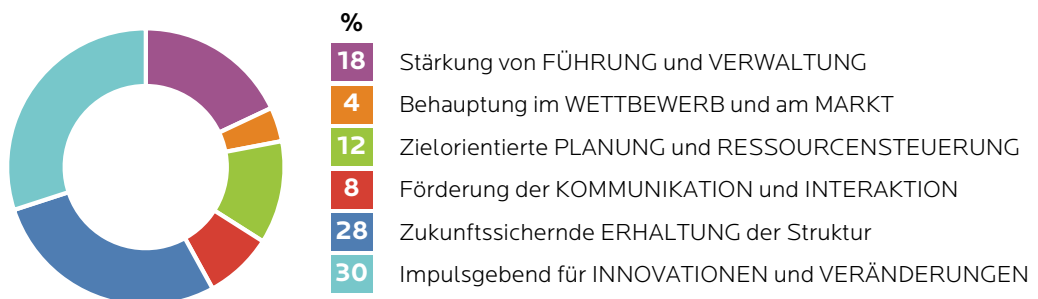 %
18 Stärkung von FÜHRUNG und VERWALTUNG
4 Behauptung im WETTBEWERB und am MARKT
12 Zielorientierte PLANUNG und RESSOURCENSTEUERUNG
8 Förderung der KOMMUNIKATION und INTERAKTION
28 Zukunftssichernde ERHALTUNG der Struktur
30 Impulsgebend für INNOVATIONEN und VERÄNDERUNGEN